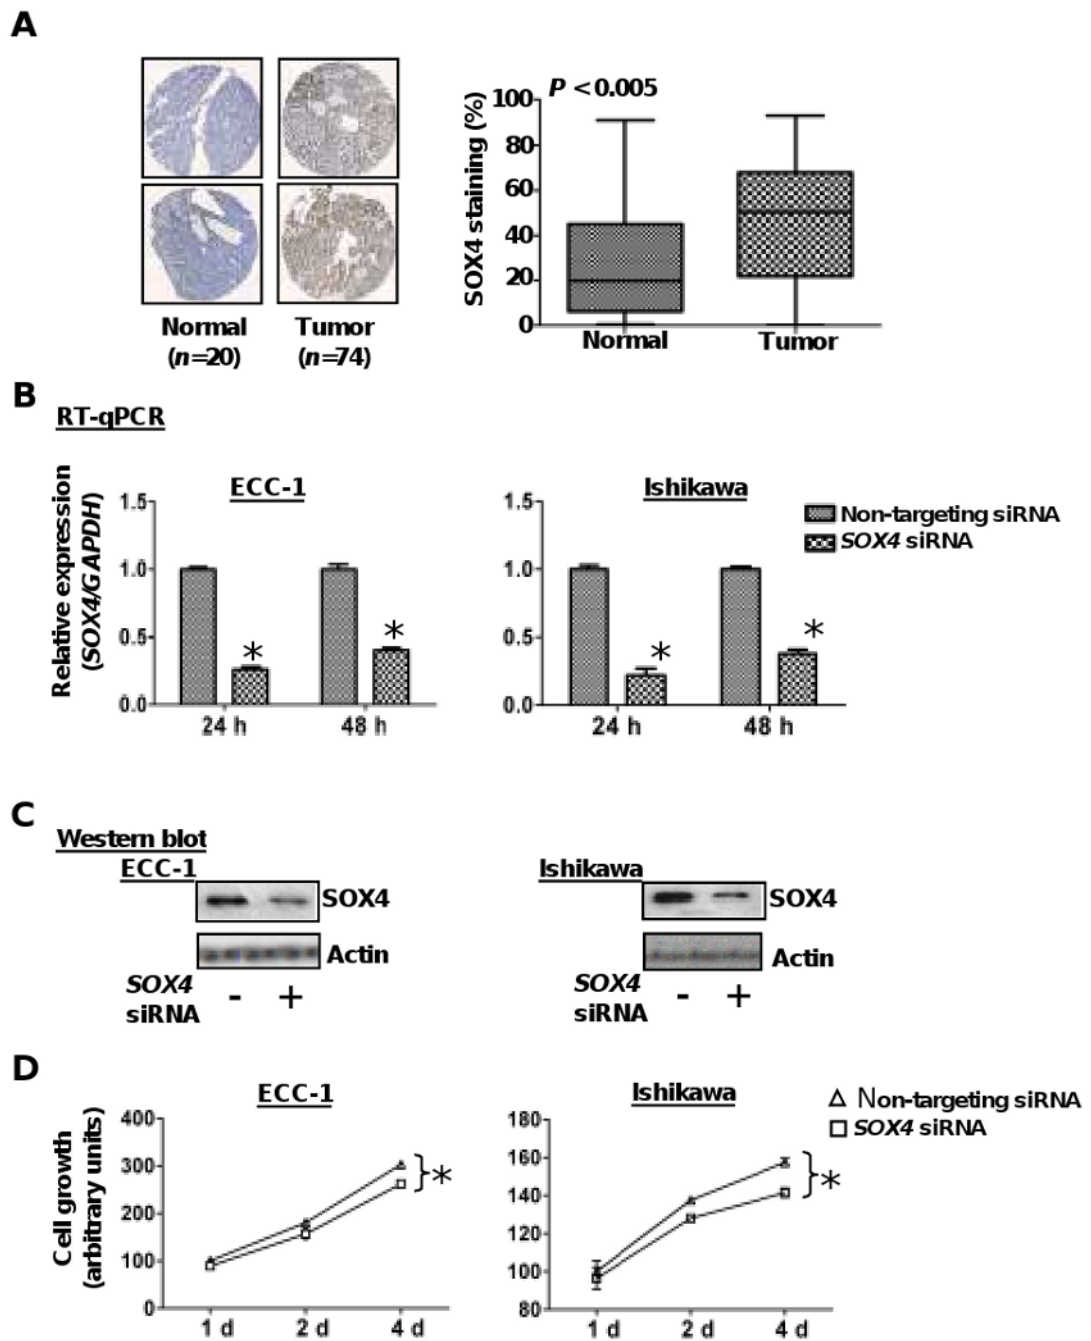 A
P < 0.005
SOX4 staining (%)
100
80
60
40
20
0
Normal
Tumor
Normal
(n=20)
Tumor
(n=74)
B
RT-qPCR
Relative expression
(SOX4/GAPDH)
ECC-1
1.5
1.0
0.5
0.0
*
*
24 h
48 h
Ishikawa
1.5
1.0
0.5
0.0
*
*
24 h
48 h
Non-targeting siRNA
SOX4 siRNA
C
Western blot
ECC-1
SOX4
Actin
SOX4
siRNA
- +
Ishikawa
SOX4
Actin
SOX4
siRNA
- +
D
Cell growth
(arbitrary units)
ECC-1
400
300
200
100
0
*
1 d
2 d
4 d
Ishikawa
180
160
140
120
100
80
*
1 d
2 d
4 d
Non-targeting siRNA
SOX4 siRNA